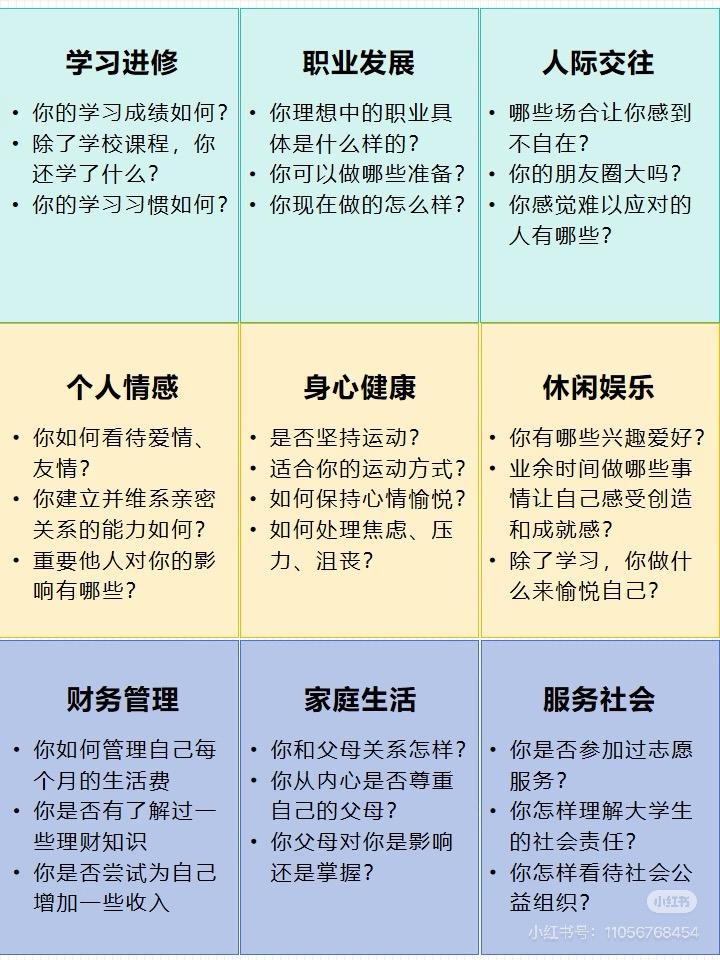 学习进修
• 你的学习成绩如何？
• 除了学校课程，你
还学了什么？
• 你的学习习惯如何？
职业发展
• 你理想中的职业具
体是什么样的？
• 你可以做哪些准备？
• 你现在做的怎么样？
人际交往
• 哪些场合让你感到
不自在？
• 你的朋友圈大吗？
• 你感觉难以应对的
人有哪些？
个人情感
• 你如何看待爱情、
友情？
• 你建立并维系亲密
关系的能力如何？
• 重要他人对你的影
响有哪些？
身心健康
• 是否坚持运动？
• 适合你的运动方式？
• 如何保持心情愉悦？
• 如何处理焦虑、压
力、沮丧？
休闲娱乐
• 你有哪些兴趣爱好？
• 业余时间做哪些事
情让自己感受创造
和成就感？
• 除了学习，你做什
么来愉悦自己？
财务管理
• 你如何管理自己每
个月的生活费
• 你是否有了解过一
些理财知识
• 你是否尝试为自己
增加一些收入
家庭生活
• 你和父母关系怎样？
• 你从内心是否尊重
自己的父母？
• 你父母对你是影响
还是掌握？
服务社会
• 你是否参加过志愿
服务？
• 你怎样理解大学生
的社会责任？
• 你怎样看待社会公
益组织？
小红书
小红书号：11056768454